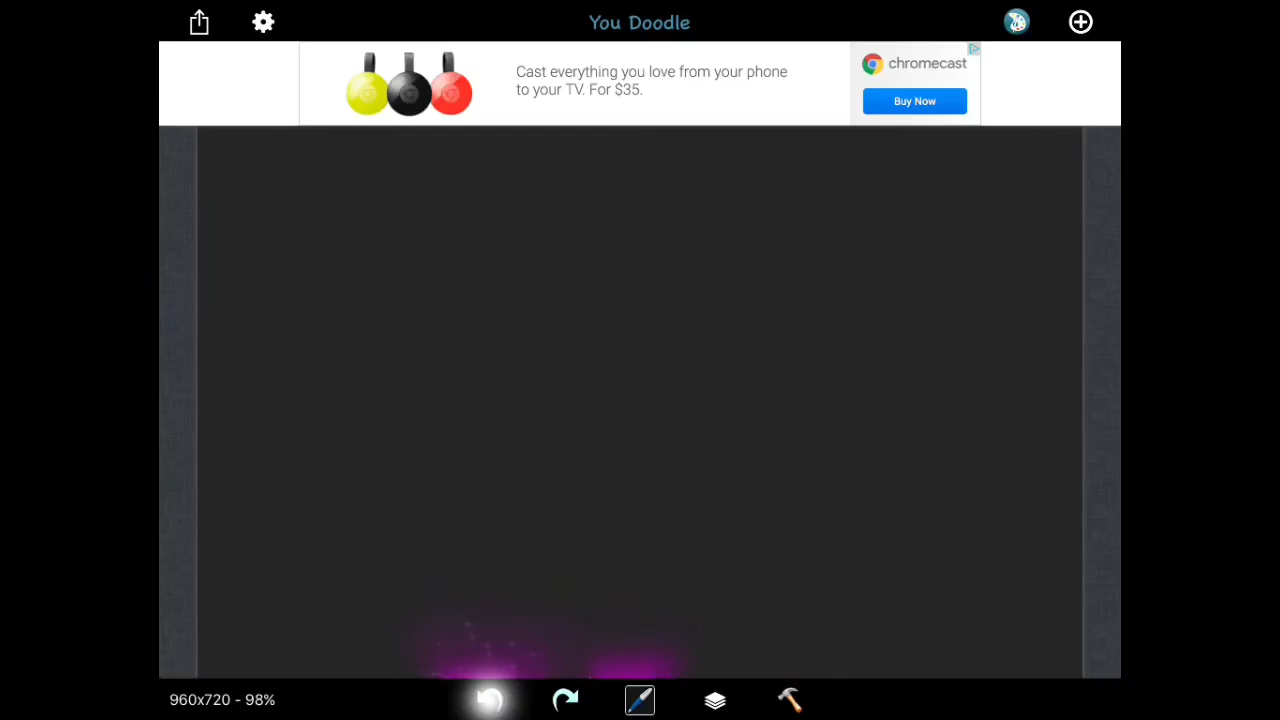 You Doodle
Cast everything you love from your phone
to your TV. For $35.
chromecast
Buy Now
960x720 - 98%